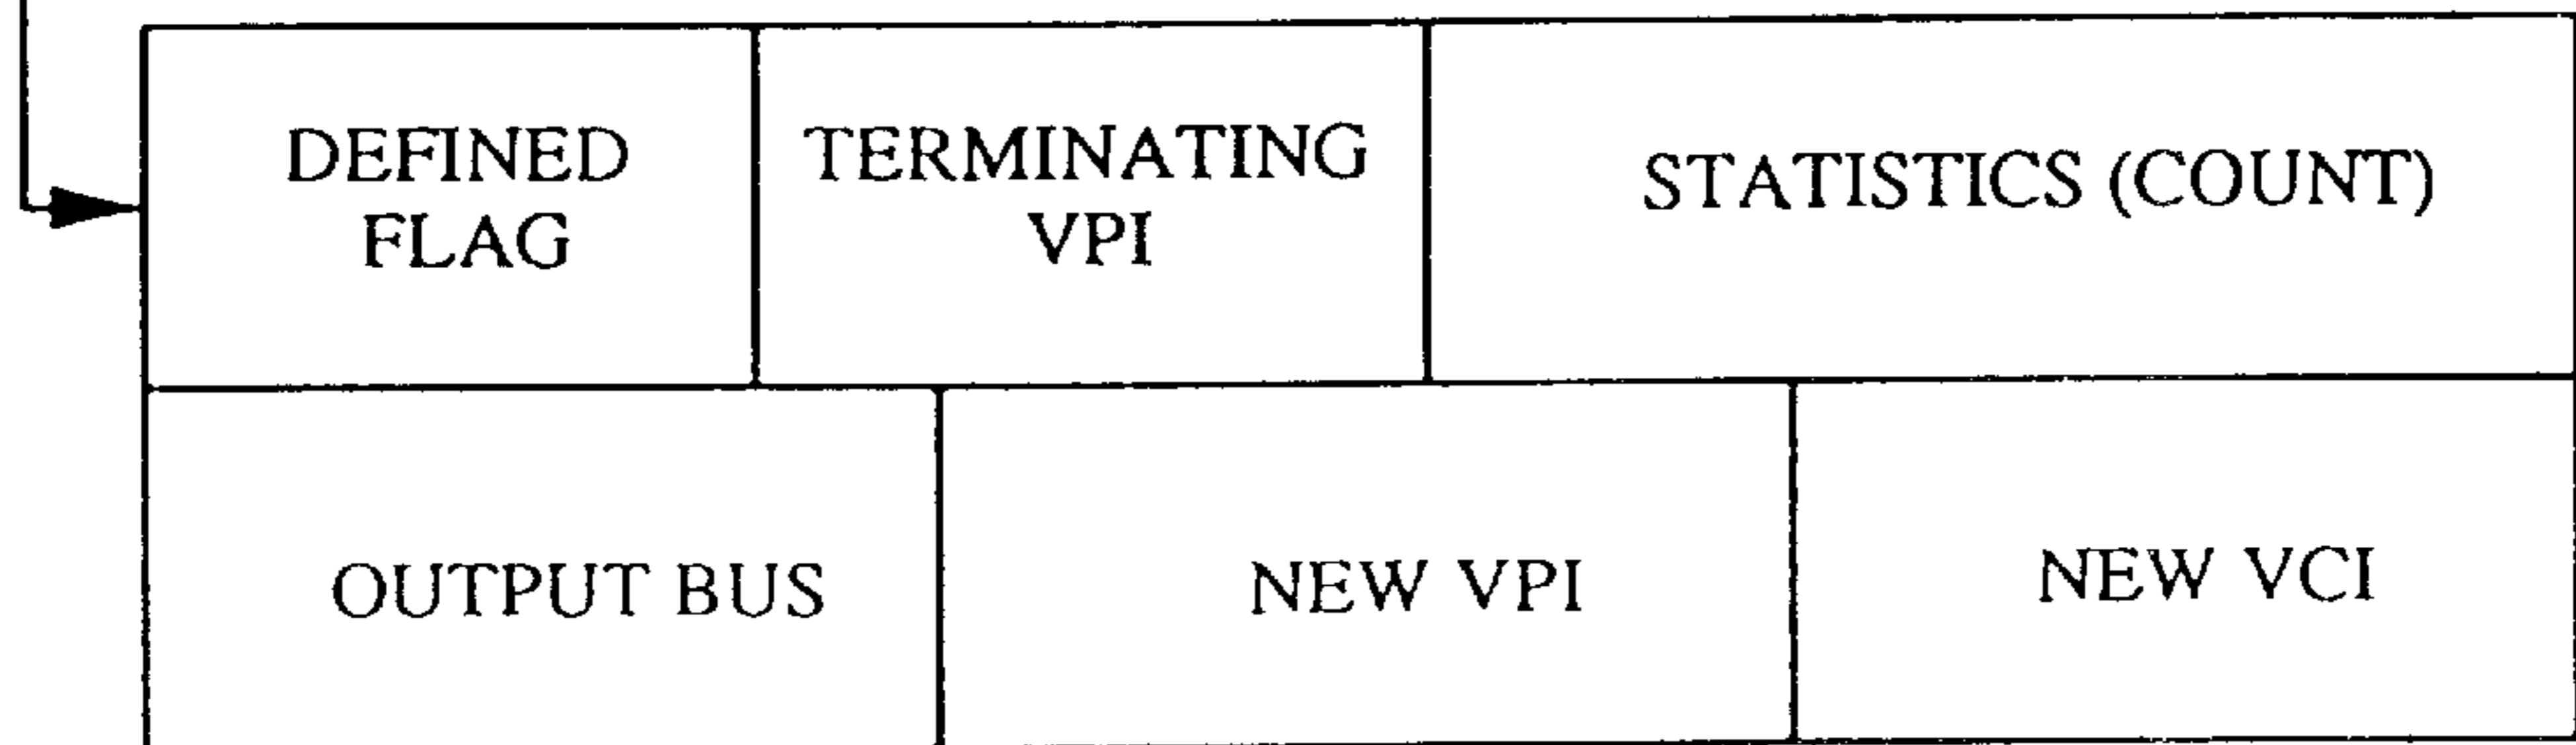 DEFINED
FLAG
TERMINATING
VPI
STATISTICS (COUNT)
OUTPUT BUS
NEW VPI
NEW VCI